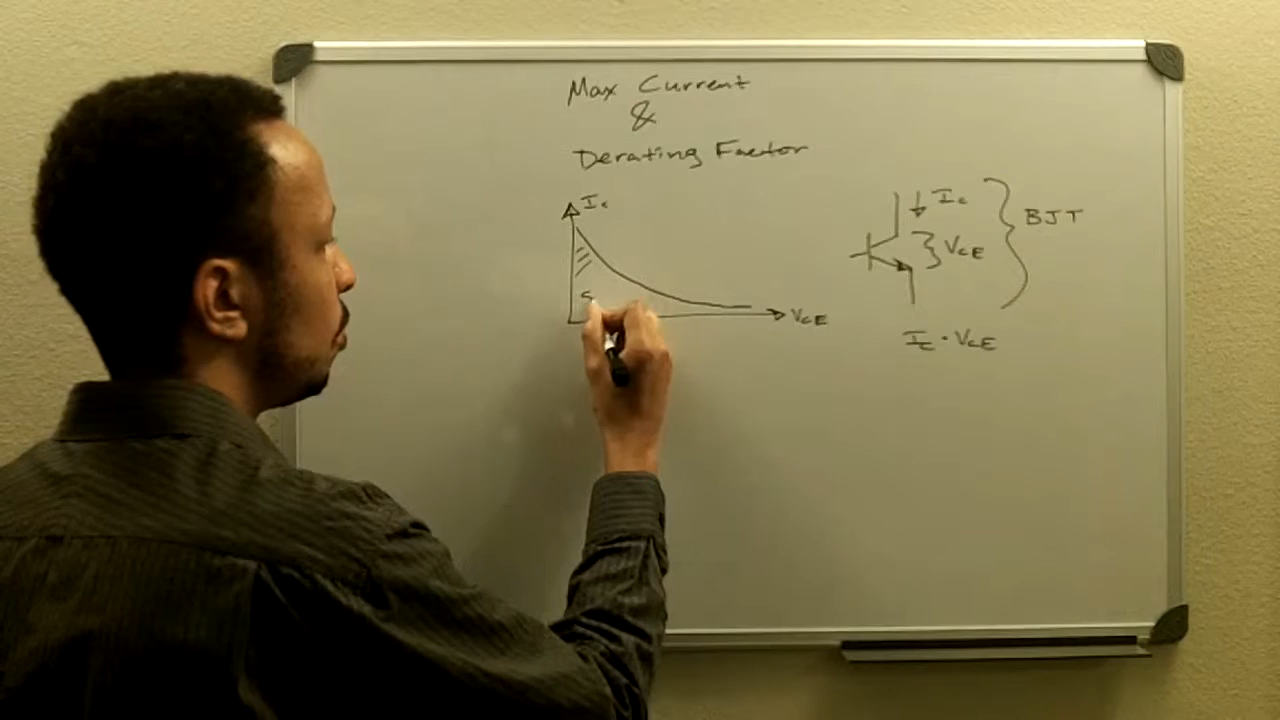 Max Current
&
Derating Factor
Ic
VCE
S
Ic
VCE
BJT
Ic · VCE